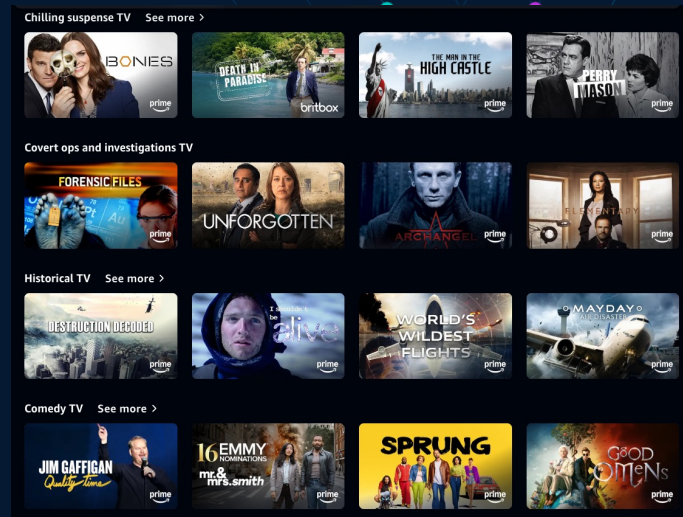 Chilling suspense TV See more >
BONES
prime
DEATH IN
PARADISE
britbox
THE MAN IN THE
HIGH CASTLE
prime
PERRY
MASON
prime
Covert ops and investigations TV
FORENSIC FILES
Pt
Au
prime
UNFORGOTTEN
ARCHANGEL
prime
ELEMENTARY
prime
Historical TV See more >
DESTRUCTION DECODED
prime
I shouldn't
be
alive
prime
WORLD'S
WILDEST
FLIGHTS
prime
MAYDAY
AIR DISASTER
prime
Comedy TV See more >
JIM GAFFIGAN
Quality time
prime
16 EMMY
NOMINATIONS
mr.&
mrs.smith
prime
SPRUNG
prime
GOOD
OMENS
prime